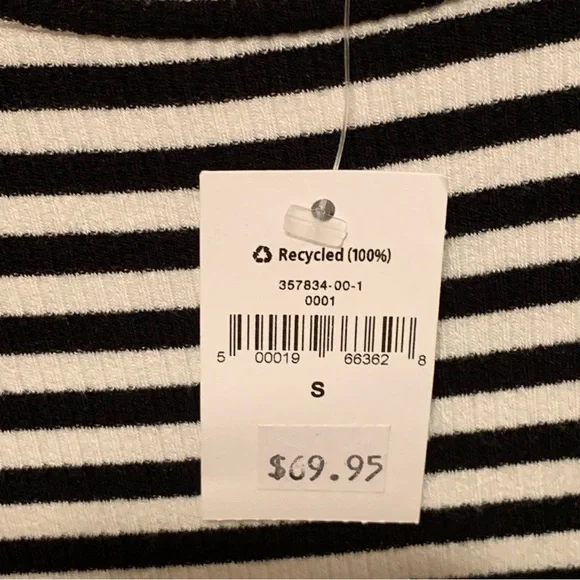 Recycled (100%)
357834-00-1
0001
5 00019 66362 8
S
$69.95